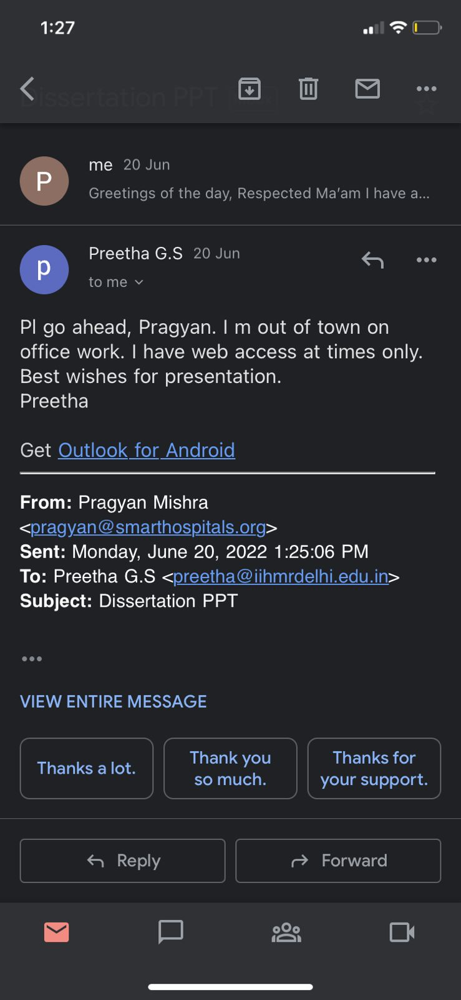 1:27
Dissertation PPT
P
me 20 Jun
Greetings of the day, Respected Ma'am I have a...
p
Preetha G.S 20 Jun
to me
Pl go ahead, Pragyan. I m out of town on
office work. I have web access at times only.
Best wishes for presentation.
Preetha
Get Outlook for Android
From: Pragyan Mishra
<pragyan@smarthospitals.org>
Sent: Monday, June 20, 2022 1:25:06 PM
To: Preetha G.S <preetha@iihmrdelhi.edu.in>
Subject: Dissertation PPT
VIEW ENTIRE MESSAGE
Thanks a lot.
Thank you
so much.
Thanks for
your support.
Reply
Forward